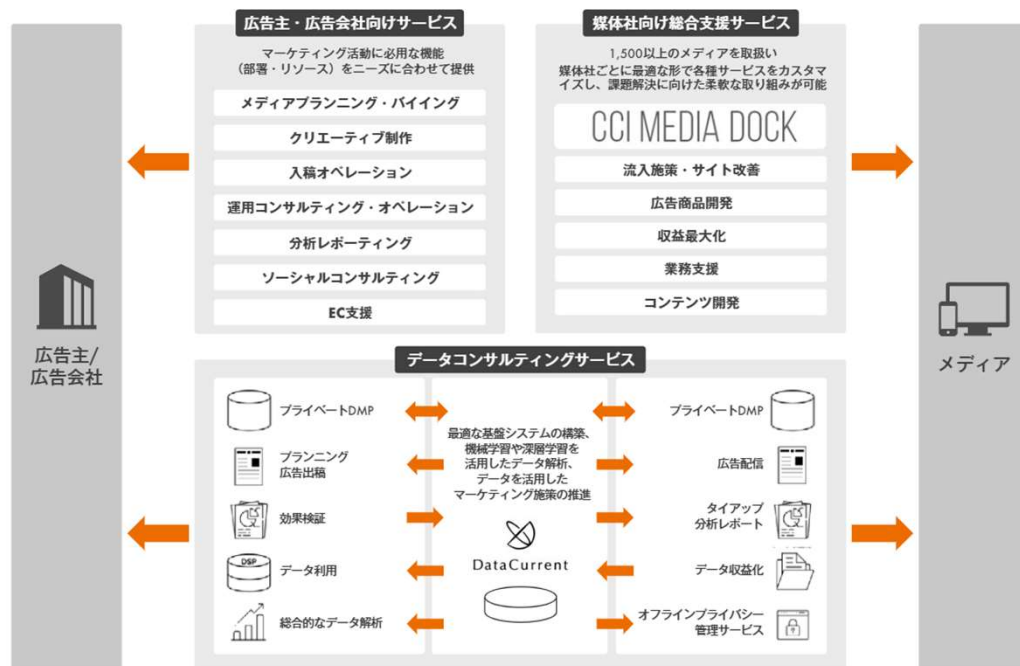 広告主・広告会社向けサービス
マーケティング活動に必用な機能
（部署・リソース）をニーズに合わせて提供
メディアプランニング・バイイング
クリエーティブ制作
入稿オペレーション
運用コンサルティング・オペレーション
分析レポーティング
ソーシャルコンサルティング
EC支援
媒体社向け総合支援サービス
1,500以上のメディアを取扱い
媒体社ごとに最適な形で各種サービスをカスタマ
イズし、課題解決に向けた柔軟な取り組みが可能
CCI MEDIA DOCK
流入施策・サイト改善
広告商品開発
収益最大化
業務支援
コンテンツ開発
広告主/
広告会社
メディア
データコンサルティングサービス
プライベートDMP
プランニング
広告出稿
効果検証
DSP
データ利用
総合的なデータ解析
最適な基盤システムの構築、
機械学習や深層学習を
活用したデータ解析、
データを活用した
マーケティング施策の推進
DataCurrent
プライベートDMP
広告配信
タイアップ
分析レポート
データ収益化
オフラインプライバシー
管理サービス